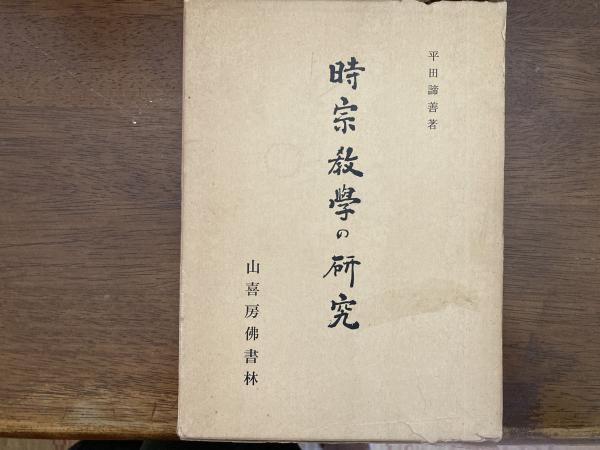 平田諦善著
時宗教學の研究
山喜房佛書林